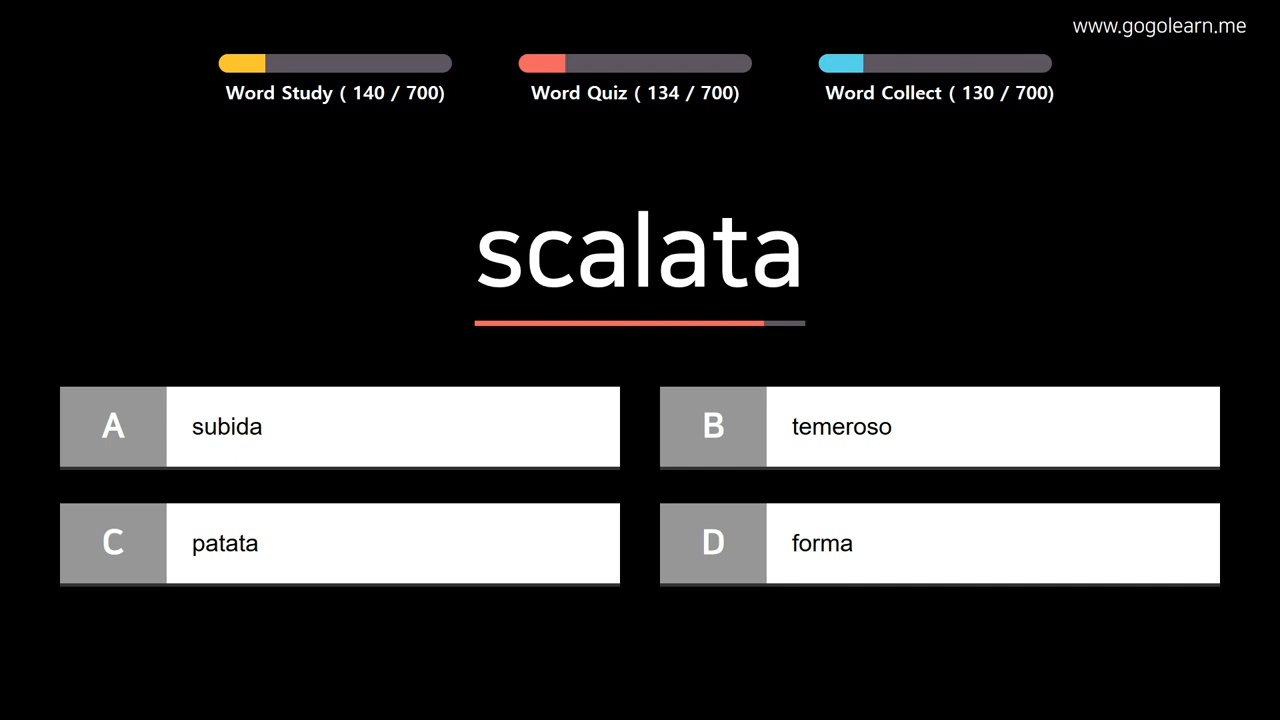 www.gogolearn.me
Word Study ( 140 / 700)
Word Quiz ( 134 / 700)
Word Collect ( 130 / 700)
scalata
A subida
B temeroso
C patata
D forma